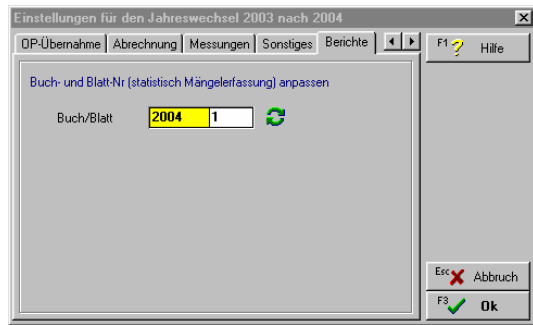 Einstellungen für den Jahreswechsel 2003 nach 2004
OP-Übernahme Abrechnung Messungen Sonstiges Berichte
F1 ? Hilfe
Buch- und Blatt-Nr (statistisch Mängelerfassung) anpassen
Buch/Blatt 2004 1
Esc Abbruch
F3 Ok